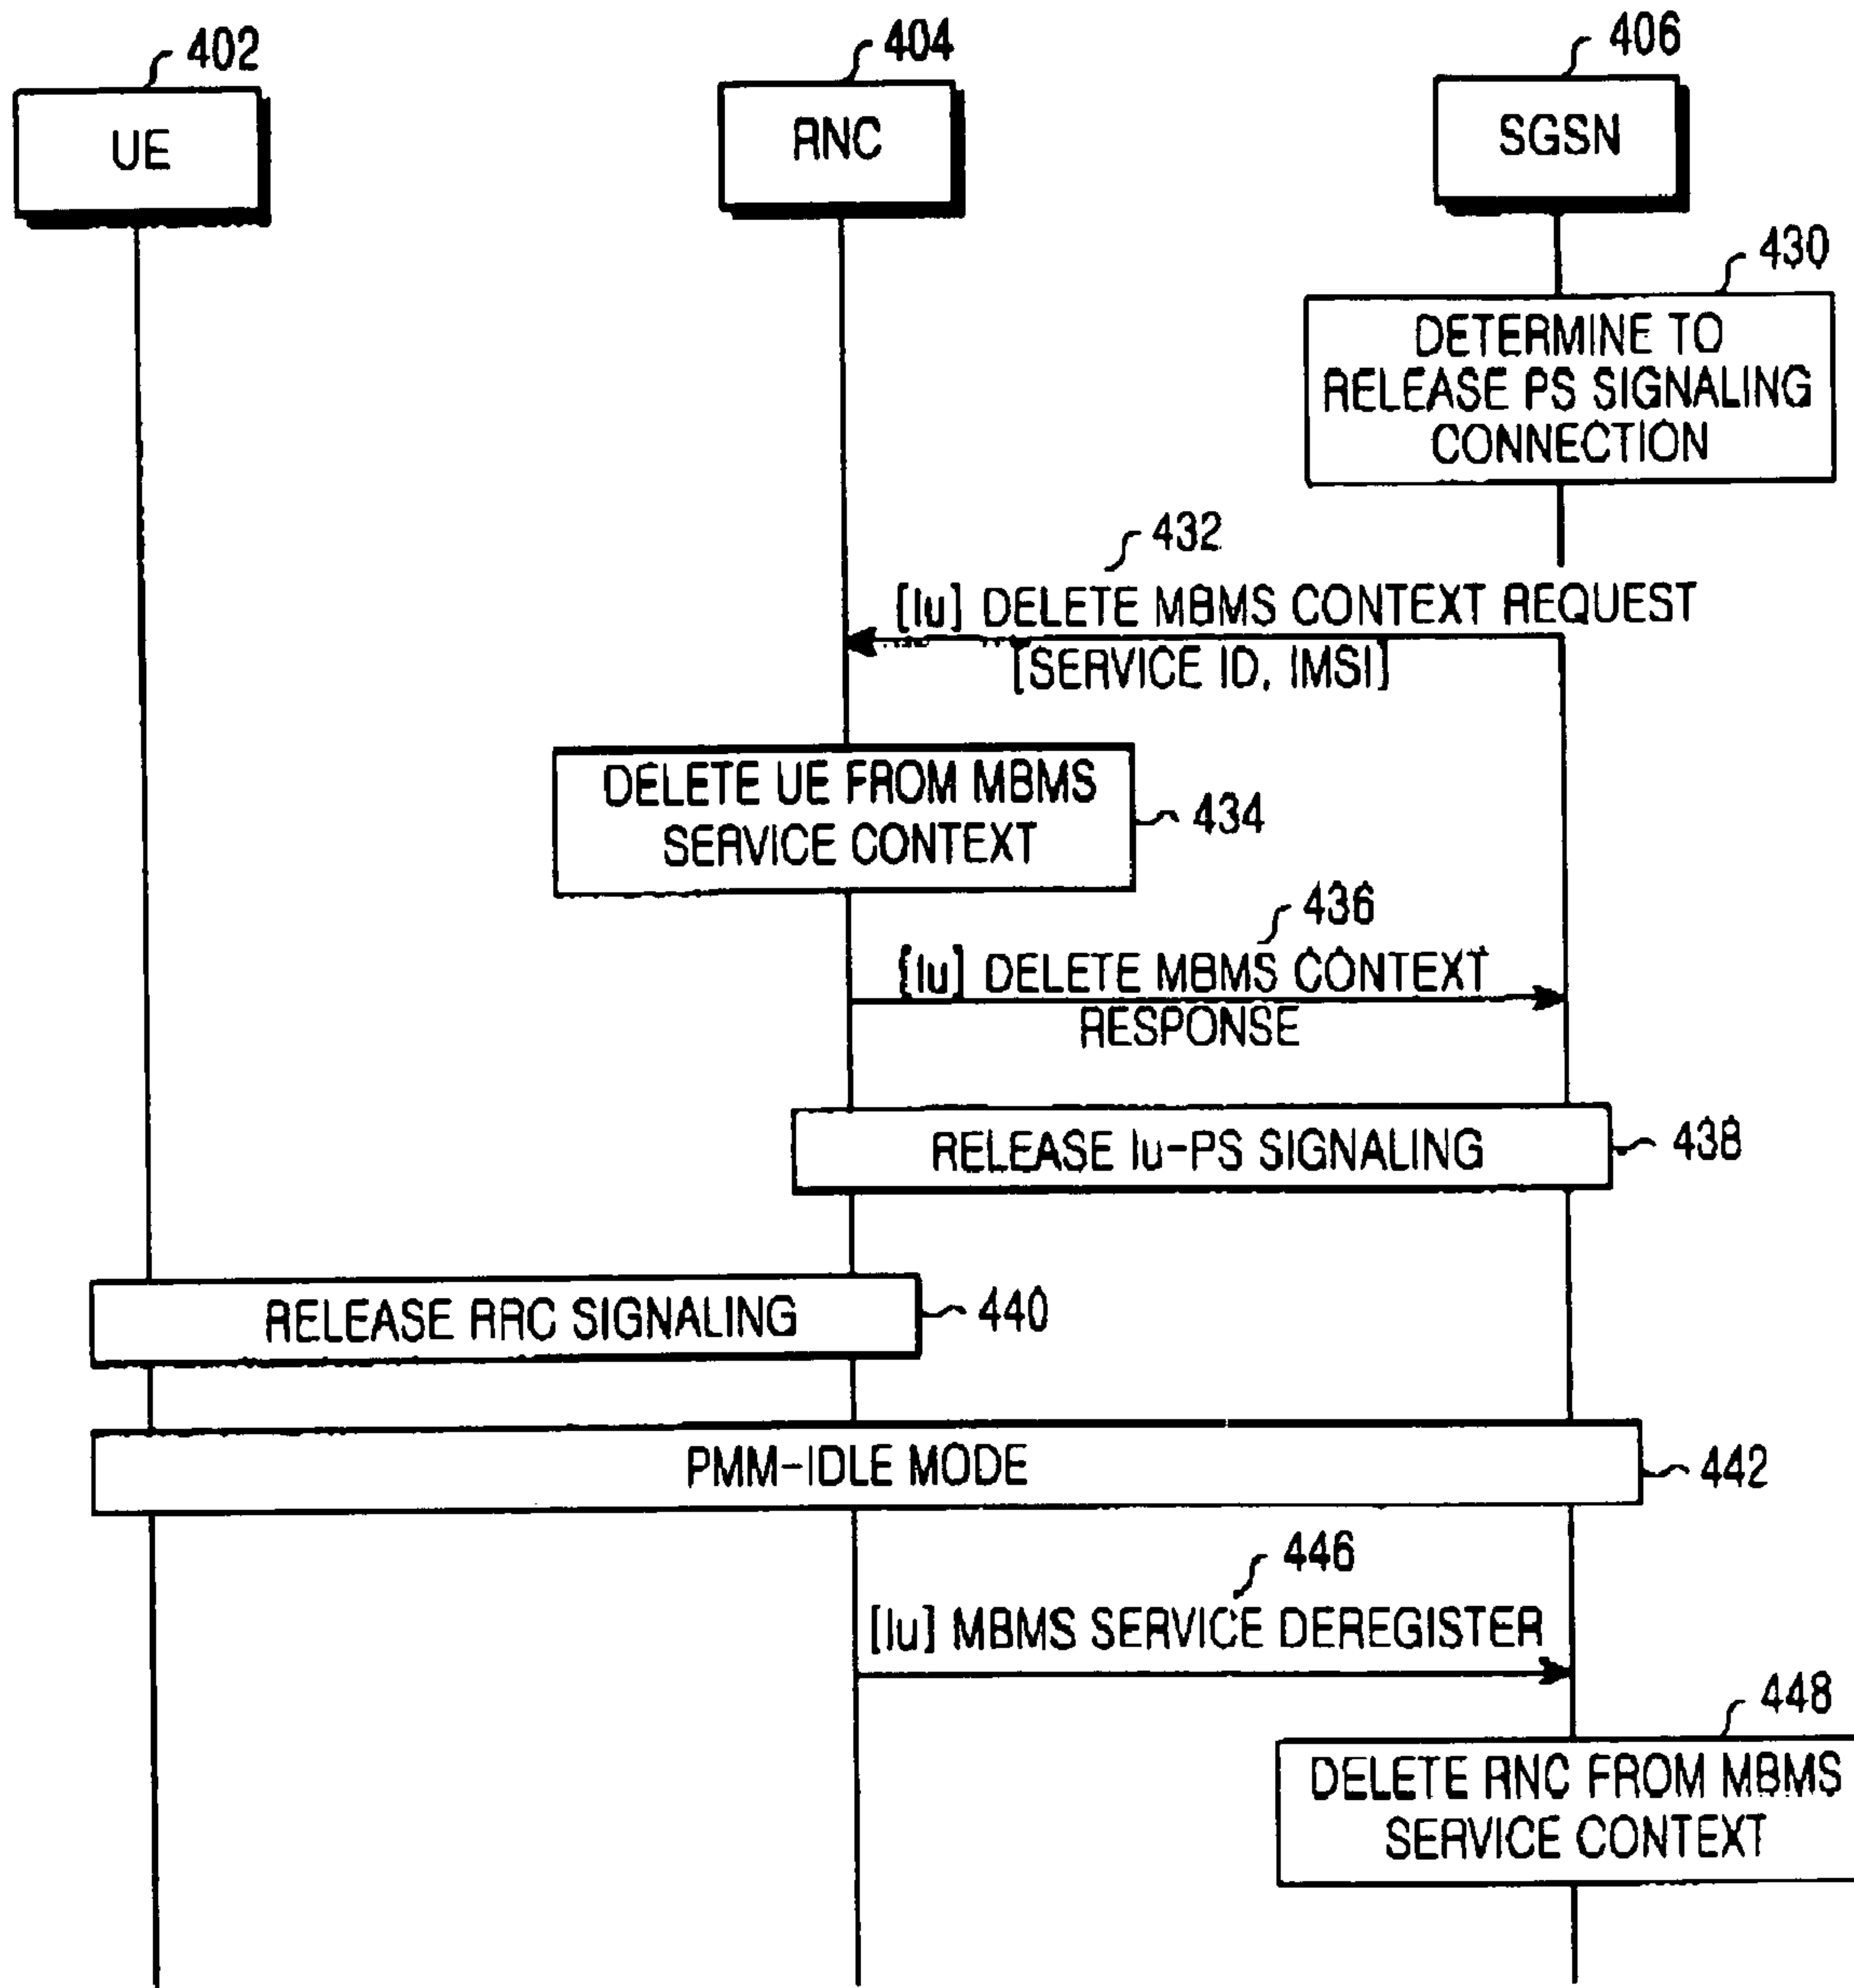 402
404
406
UE
RNC
SGSN
430
DETERMINE TO
RELEASE PS SIGNALING
CONNECTION
432
[Iu] DELETE MBMS CONTEXT REQUEST
[SERVICE ID, IMSI]
DELETE UE FROM MBMS
SERVICE CONTEXT
434
436
[Iu] DELETE MBMS CONTEXT
RESPONSE
RELEASE Iu-PS SIGNALING
438
RELEASE RRC SIGNALING
440
PMM-IDLE MODE
442
446
[Iu] MBMS SERVICE DEREGISTER
448
DELETE RNC FROM MBMS
SERVICE CONTEXT